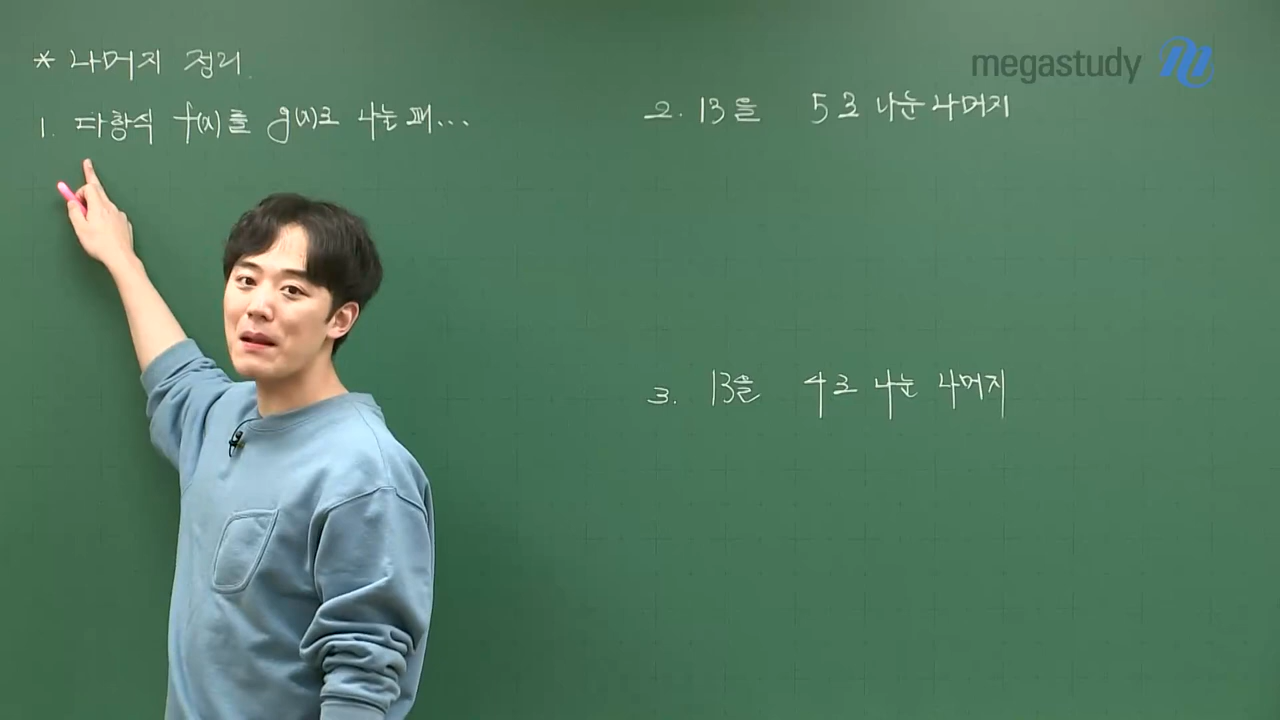 * 나머지 정리
1. 다항식 f(x)를 g(x)로 나눌 때...
megastudy
2. 13을 5로 나눈 나머지
3. 13을 4로 나눈 나머지